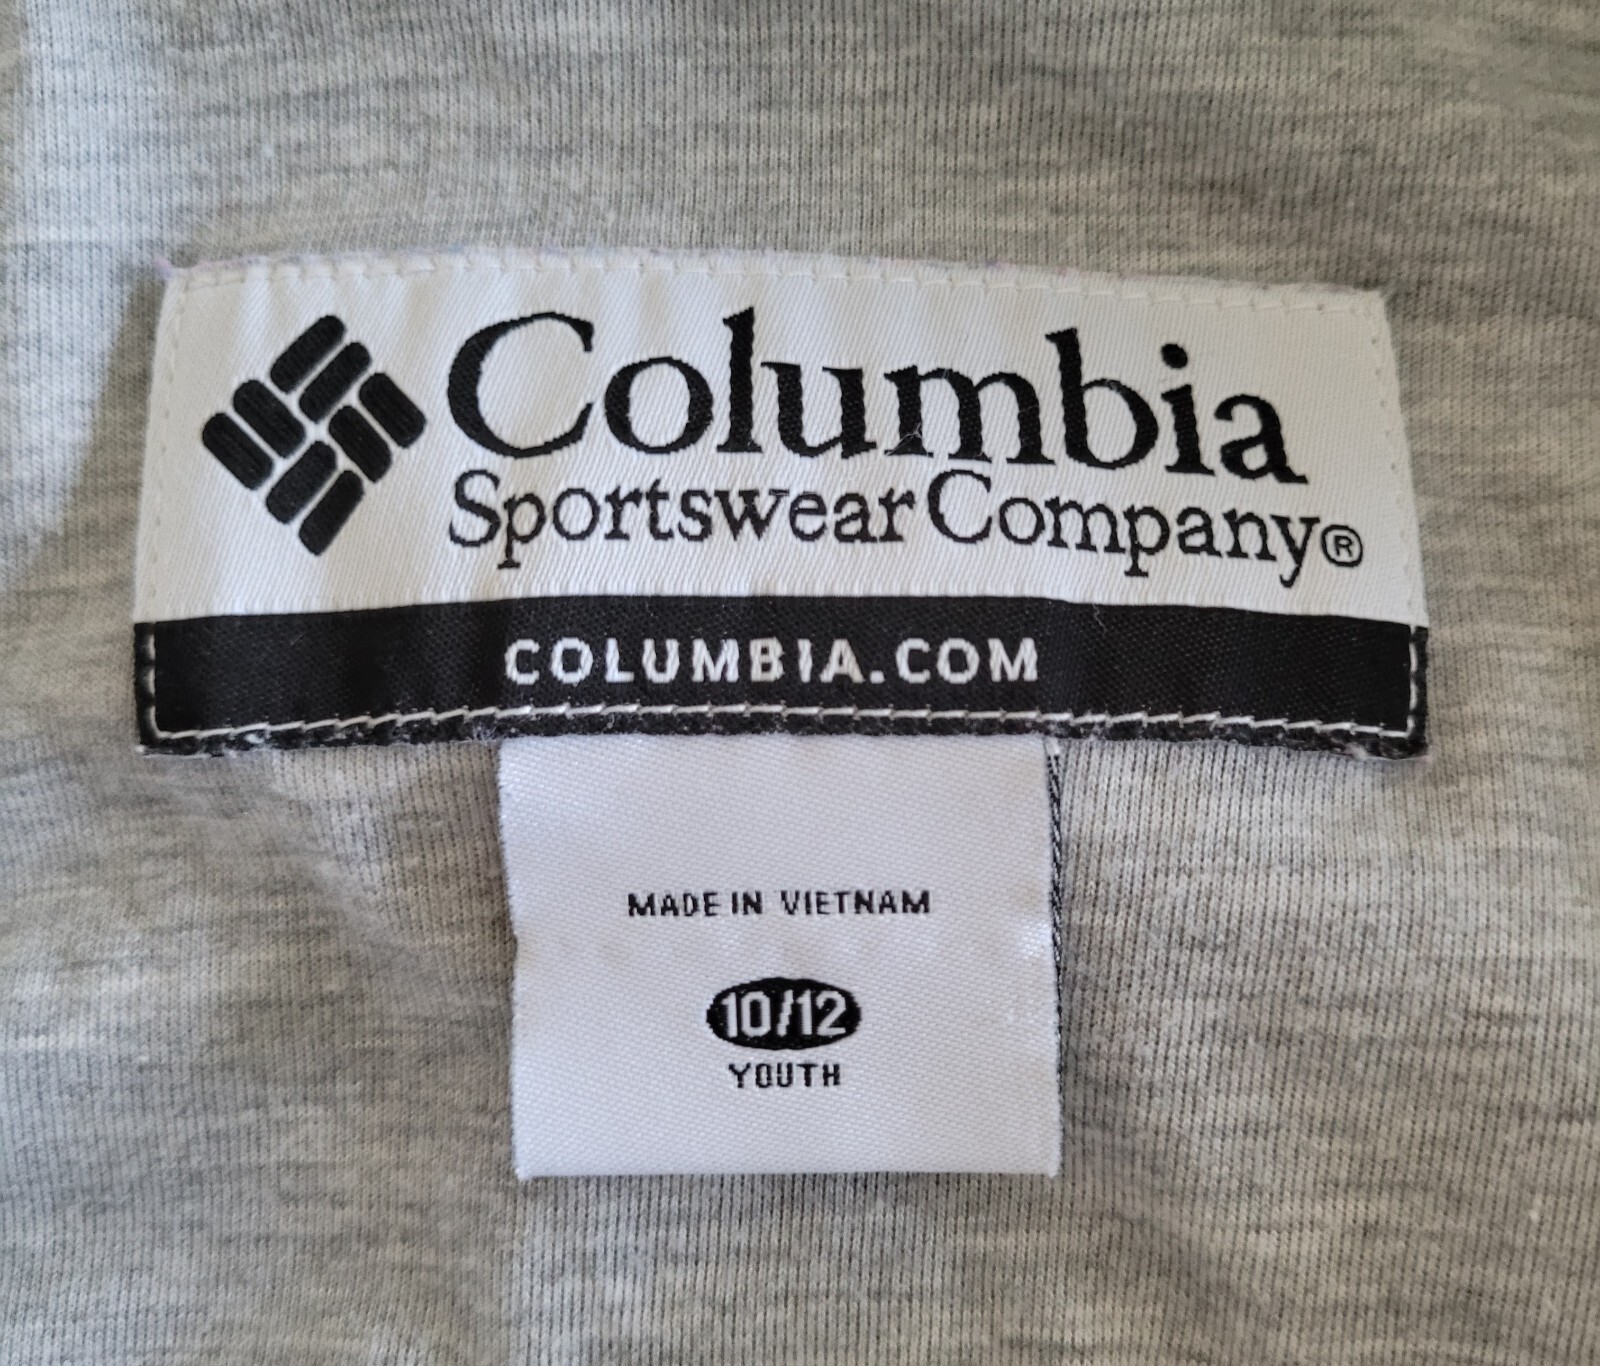 Columbia
Sportswear Company®
COLUMBIA.COM
MADE IN VIETNAM
10/12
YOUTH